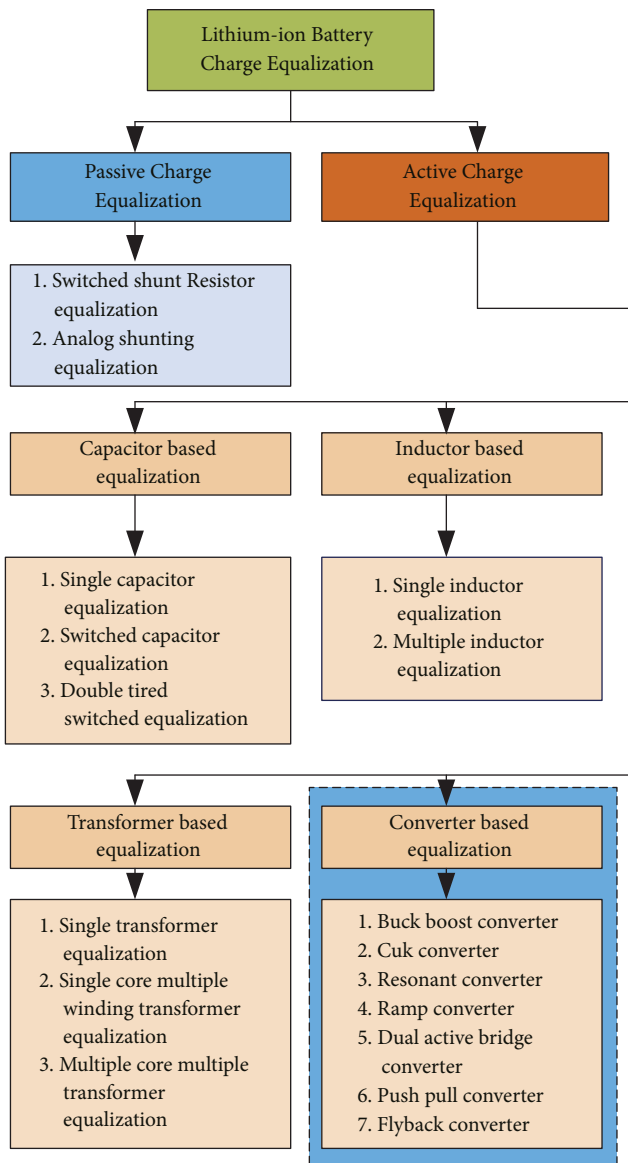 Lithium-ion Battery
Charge Equalization
Passive Charge
Equalization
Active Charge
Equalization
1. Switched shunt Resistor
equalization
2. Analog shunting
equalization
Capacitor based
equalization
Inductor based
equalization
1. Single capacitor
equalization
2. Switched capacitor
equalization
3. Double tired
switched equalization
1. Single inductor
equalization
2. Multiple inductor
equalization
Transformer based
equalization
Converter based
equalization
1. Single transformer
equalization
2. Single core multiple
winding transformer
equalization
3. Multiple core multiple
transformer
equalization
1. Buck boost converter
2. Cuk converter
3. Resonant converter
4. Ramp converter
5. Dual active bridge
converter
6. Push pull converter
7. Flyback converter